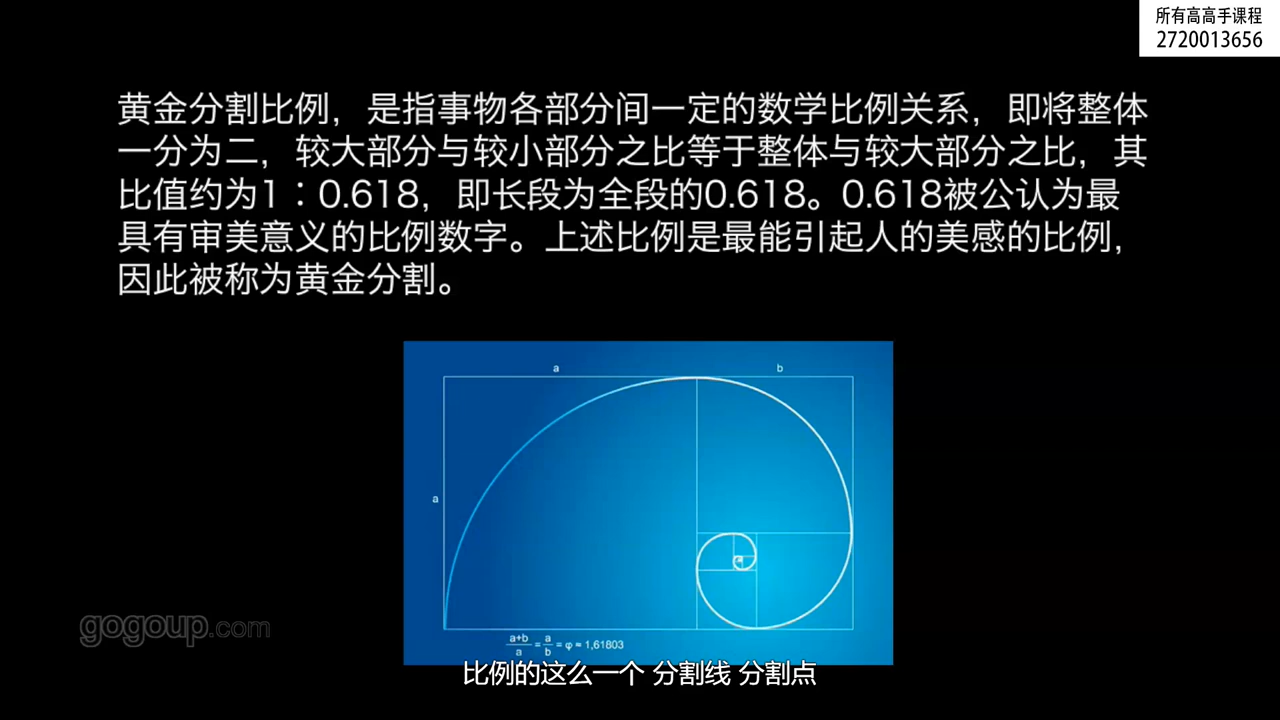 所有高高手课程
2720013656
黄金分割比例，是指事物各部分间一定的数学比例关系，即将整体
一分为二，较大部分与较小部分之比等于整体与较大部分之比，其
比值约为1：0.618，即长段为全段的0.618。0.618被公认为最
具有审美意义的比例数字。上述比例是最能引起人的美感的比例，
因此被称为黄金分割。
a
b
a
a+b/a = a/b = φ ≈ 1,61803
gogoup.com
比例的这么一个 分割线 分割点